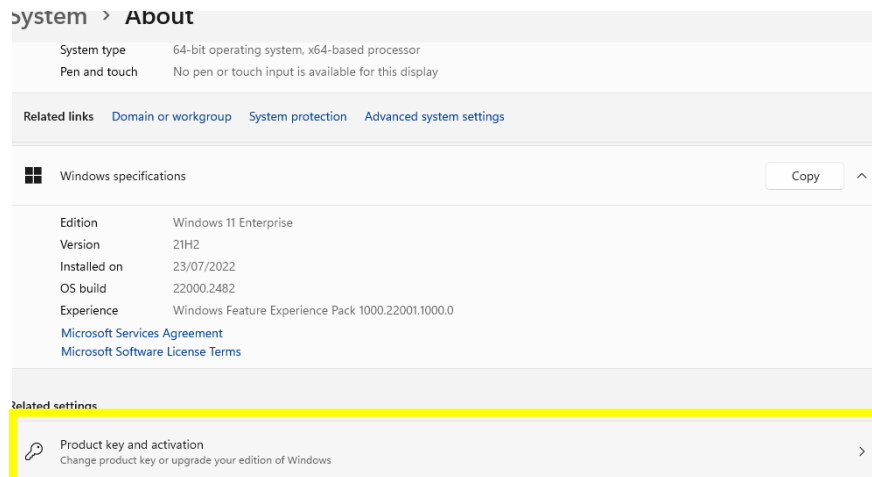 System > About
System type 64-bit operating system, x64-based processor
Pen and touch No pen or touch input is available for this display
Related links Domain or workgroup System protection Advanced system settings
Windows specifications Copy
Edition Windows 11 Enterprise
Version 21H2
Installed on 23/07/2022
OS build 22000.2482
Experience Windows Feature Experience Pack 1000.22001.1000.0
Microsoft Services Agreement
Microsoft Software License Terms
Related settings
Product key and activation
Change product key or upgrade your edition of Windows